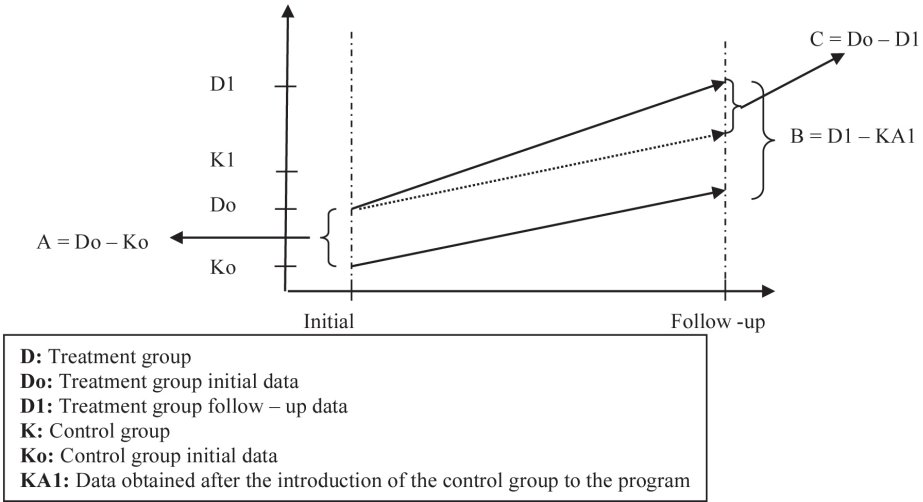 C = Do – D1
D1
B = D1 – KA1
K1
Do
A = Do – Ko
Ko
Initial
Follow -up
D: Treatment group
Do: Treatment group initial data
D1: Treatment group follow – up data
K: Control group
Ko: Control group initial data
KA1: Data obtained after the introduction of the control group to the program